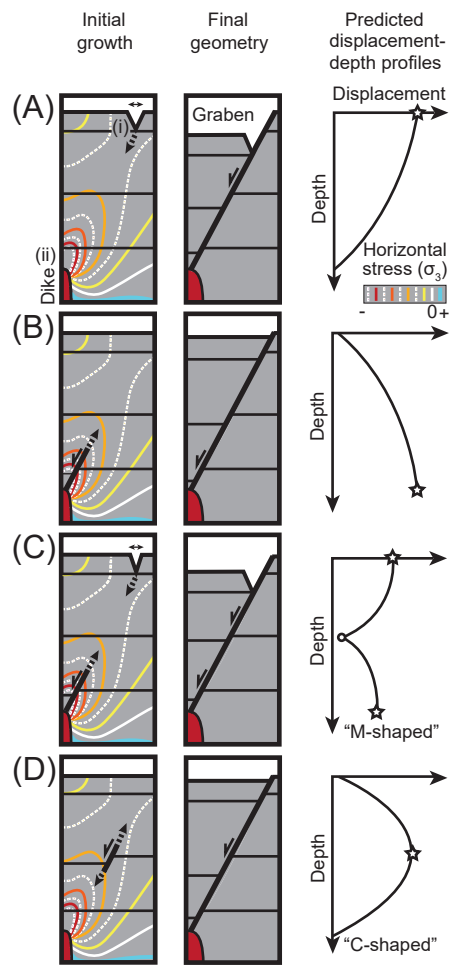 Initial
growth
Final
geometry
Predicted
displacement-
depth profiles
(A)
(i)
(ii)
Dike
Graben
Displacement
Depth
Horizontal
stress (σ3)
- 0+
(B)
Depth
(C)
Depth
“M-shaped”
(D)
Depth
“C-shaped”